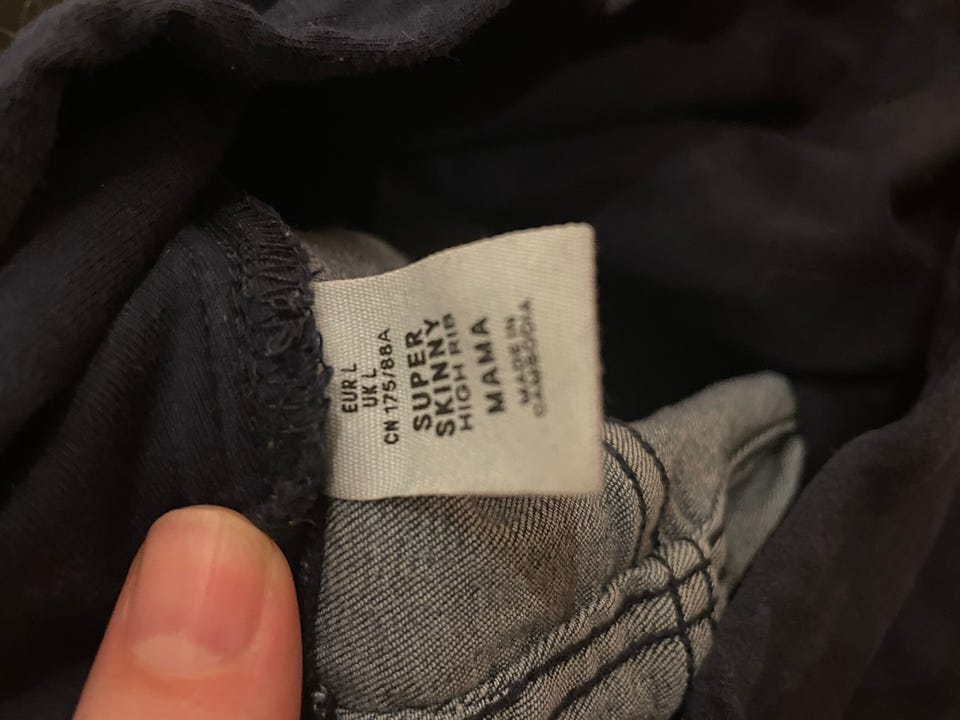 EUR L
UK L
CN 175/88A
SUPER
SKINNY
HIGH RIB
MAMA
MADE IN
CAMBODIA